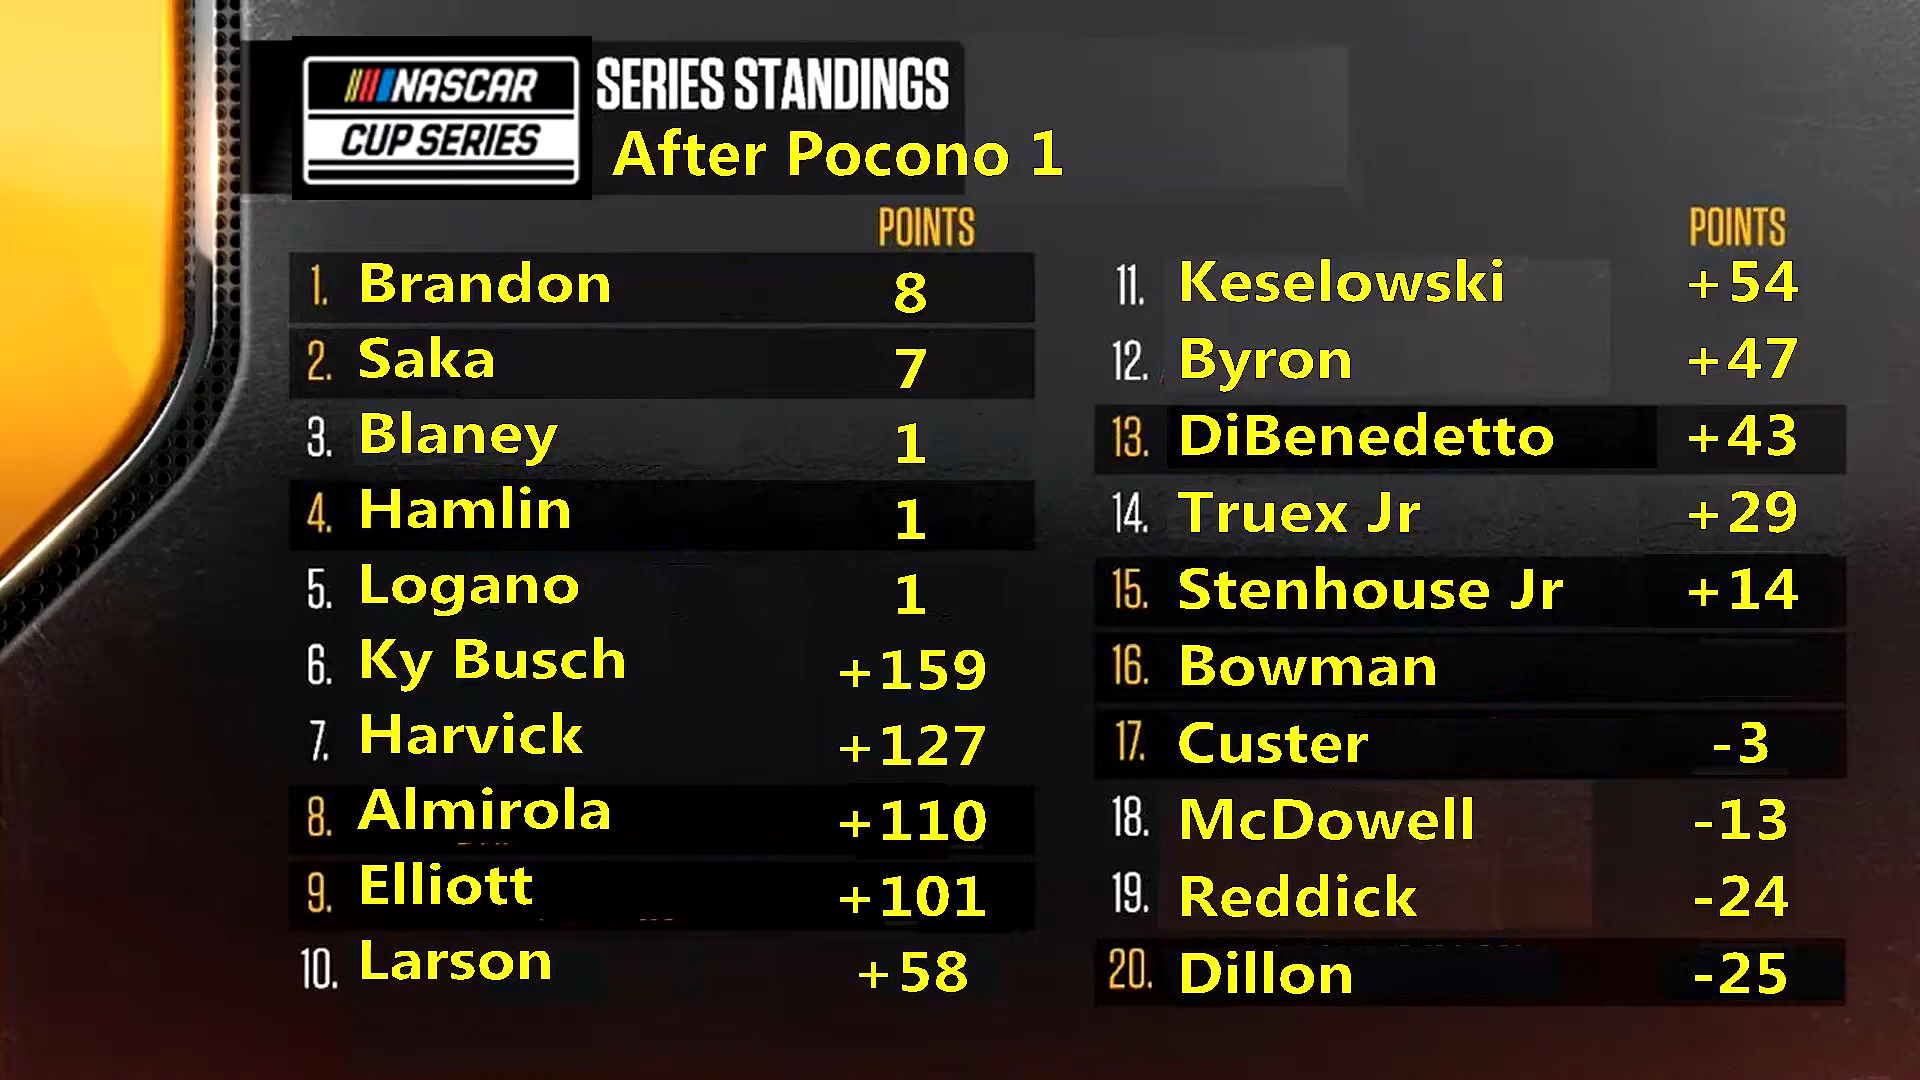 NASCAR
CUP SERIES
SERIES STANDINGS
After Pocono 1
POINTS
1. Brandon 8
2. Saka 7
3. Blaney 1
4. Hamlin 1
5. Logano 1
6. Ky Busch +159
7. Harvick +127
8. Almirola +110
9. Elliott +101
10. Larson +58
POINTS
11. Keselowski +54
12. Byron +47
13. DiBenedetto +43
14. Truex Jr +29
15. Stenhouse Jr +14
16. Bowman
17. Custer -3
18. McDowell -13
19. Reddick -24
20. Dillon -25